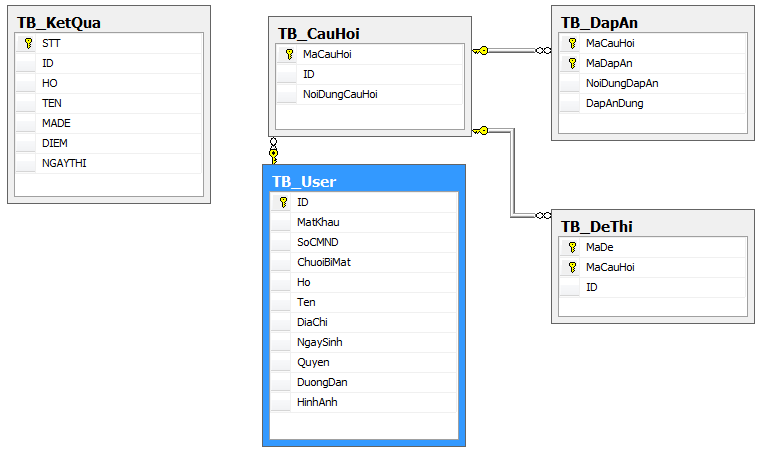 TB_KetQua
STT
ID
HO
TEN
MADE
DIEM
NGAYTHI
TB_CauHoi
MaCauHoi
ID
NoiDungCauHoi
TB_DapAn
MaCauHoi
MaDapAn
NoiDungDapAn
DapAnDung
TB_User
ID
MatKhau
SoCMND
ChuoiBiMat
Ho
Ten
DiaChi
NgaySinh
Quyen
DuongDan
HinhAnh
TB_DeThi
MaDe
MaCauHoi
ID